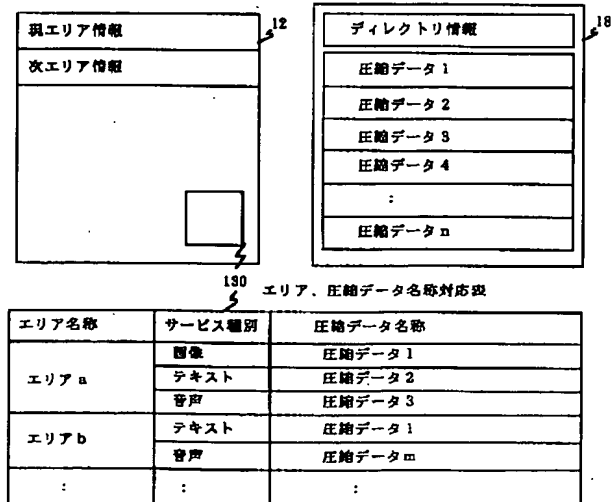 現エリア情報
12
次エリア情報
ディレクトリ情報
18
圧縮データ1
圧縮データ2
圧縮データ3
圧縮データ4
:
圧縮データn
130
エリア、圧縮データ名称対応表
エリア名称 サービス種別 圧縮データ名称
エリアa 画像 圧縮データ1
テキスト 圧縮データ2
音声 圧縮データ3
エリアb テキスト 圧縮データ1
音声 圧縮データm
: : :